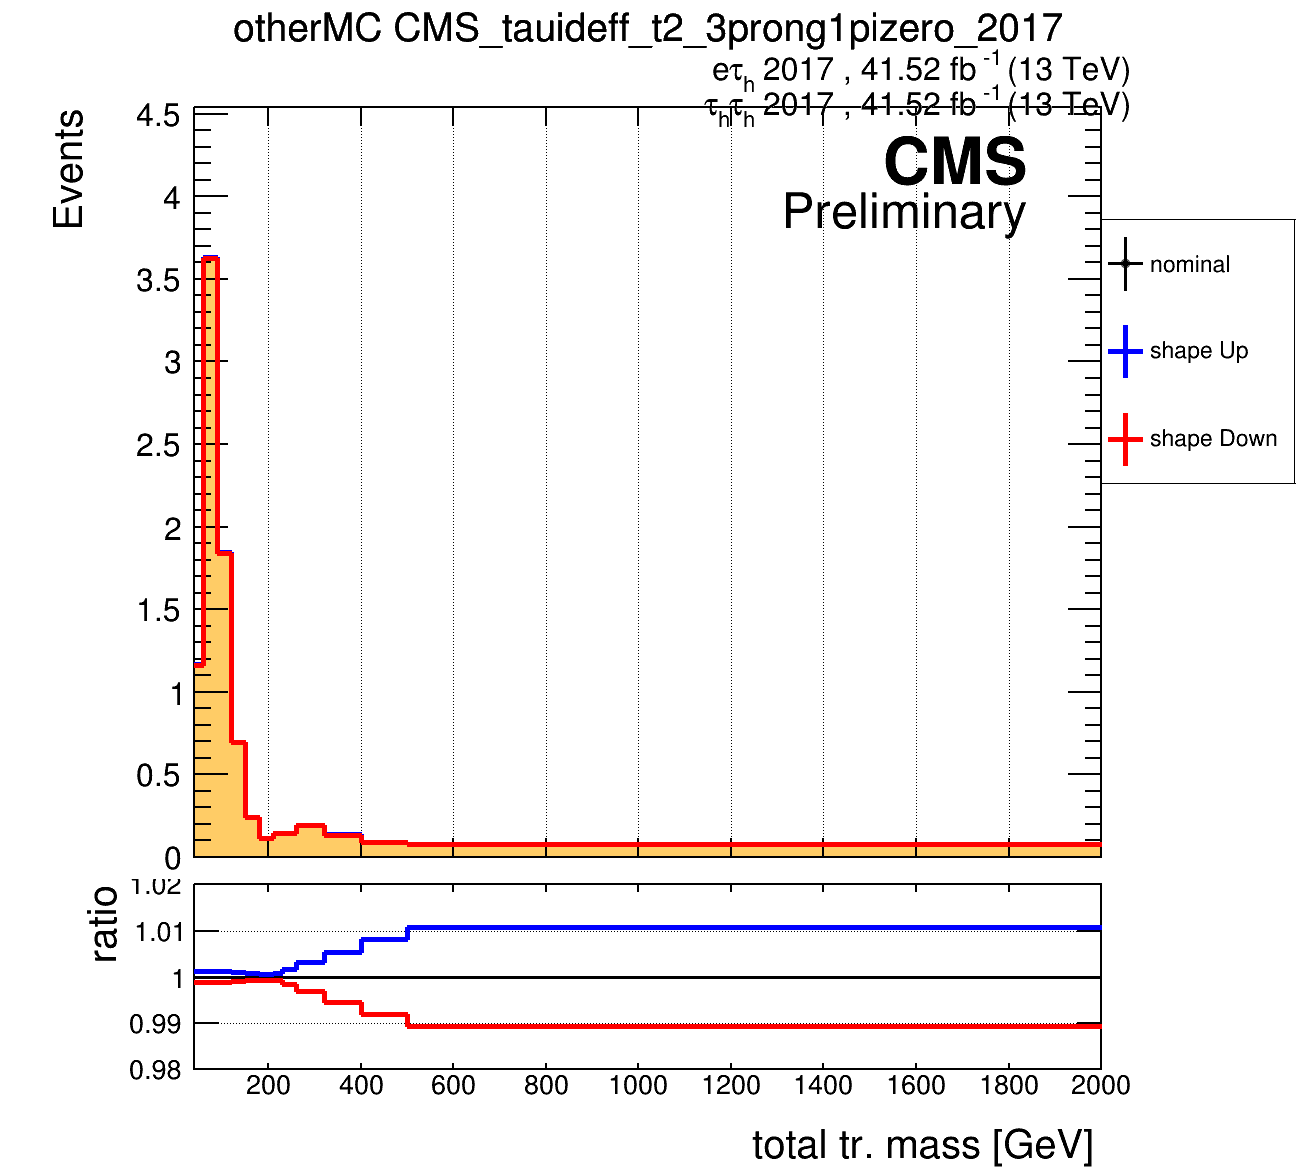 otherMC CMS_tauideff_t2_3prong1pizero_2017
eτh 2017 , 41.52 fb -1 (13 TeV)
τhτh 2017 , 41.52 fb -1 (13 TeV)
CMS
Preliminary
Events
4.5
4
3.5
3
2.5
2
1.5
1
0.5
0
nominal
shape Up
shape Down
ratio
1.02
1.01
1
0.99
0.98
200 400 600 800 1000 1200 1400 1600 1800 2000
total tr. mass [GeV]